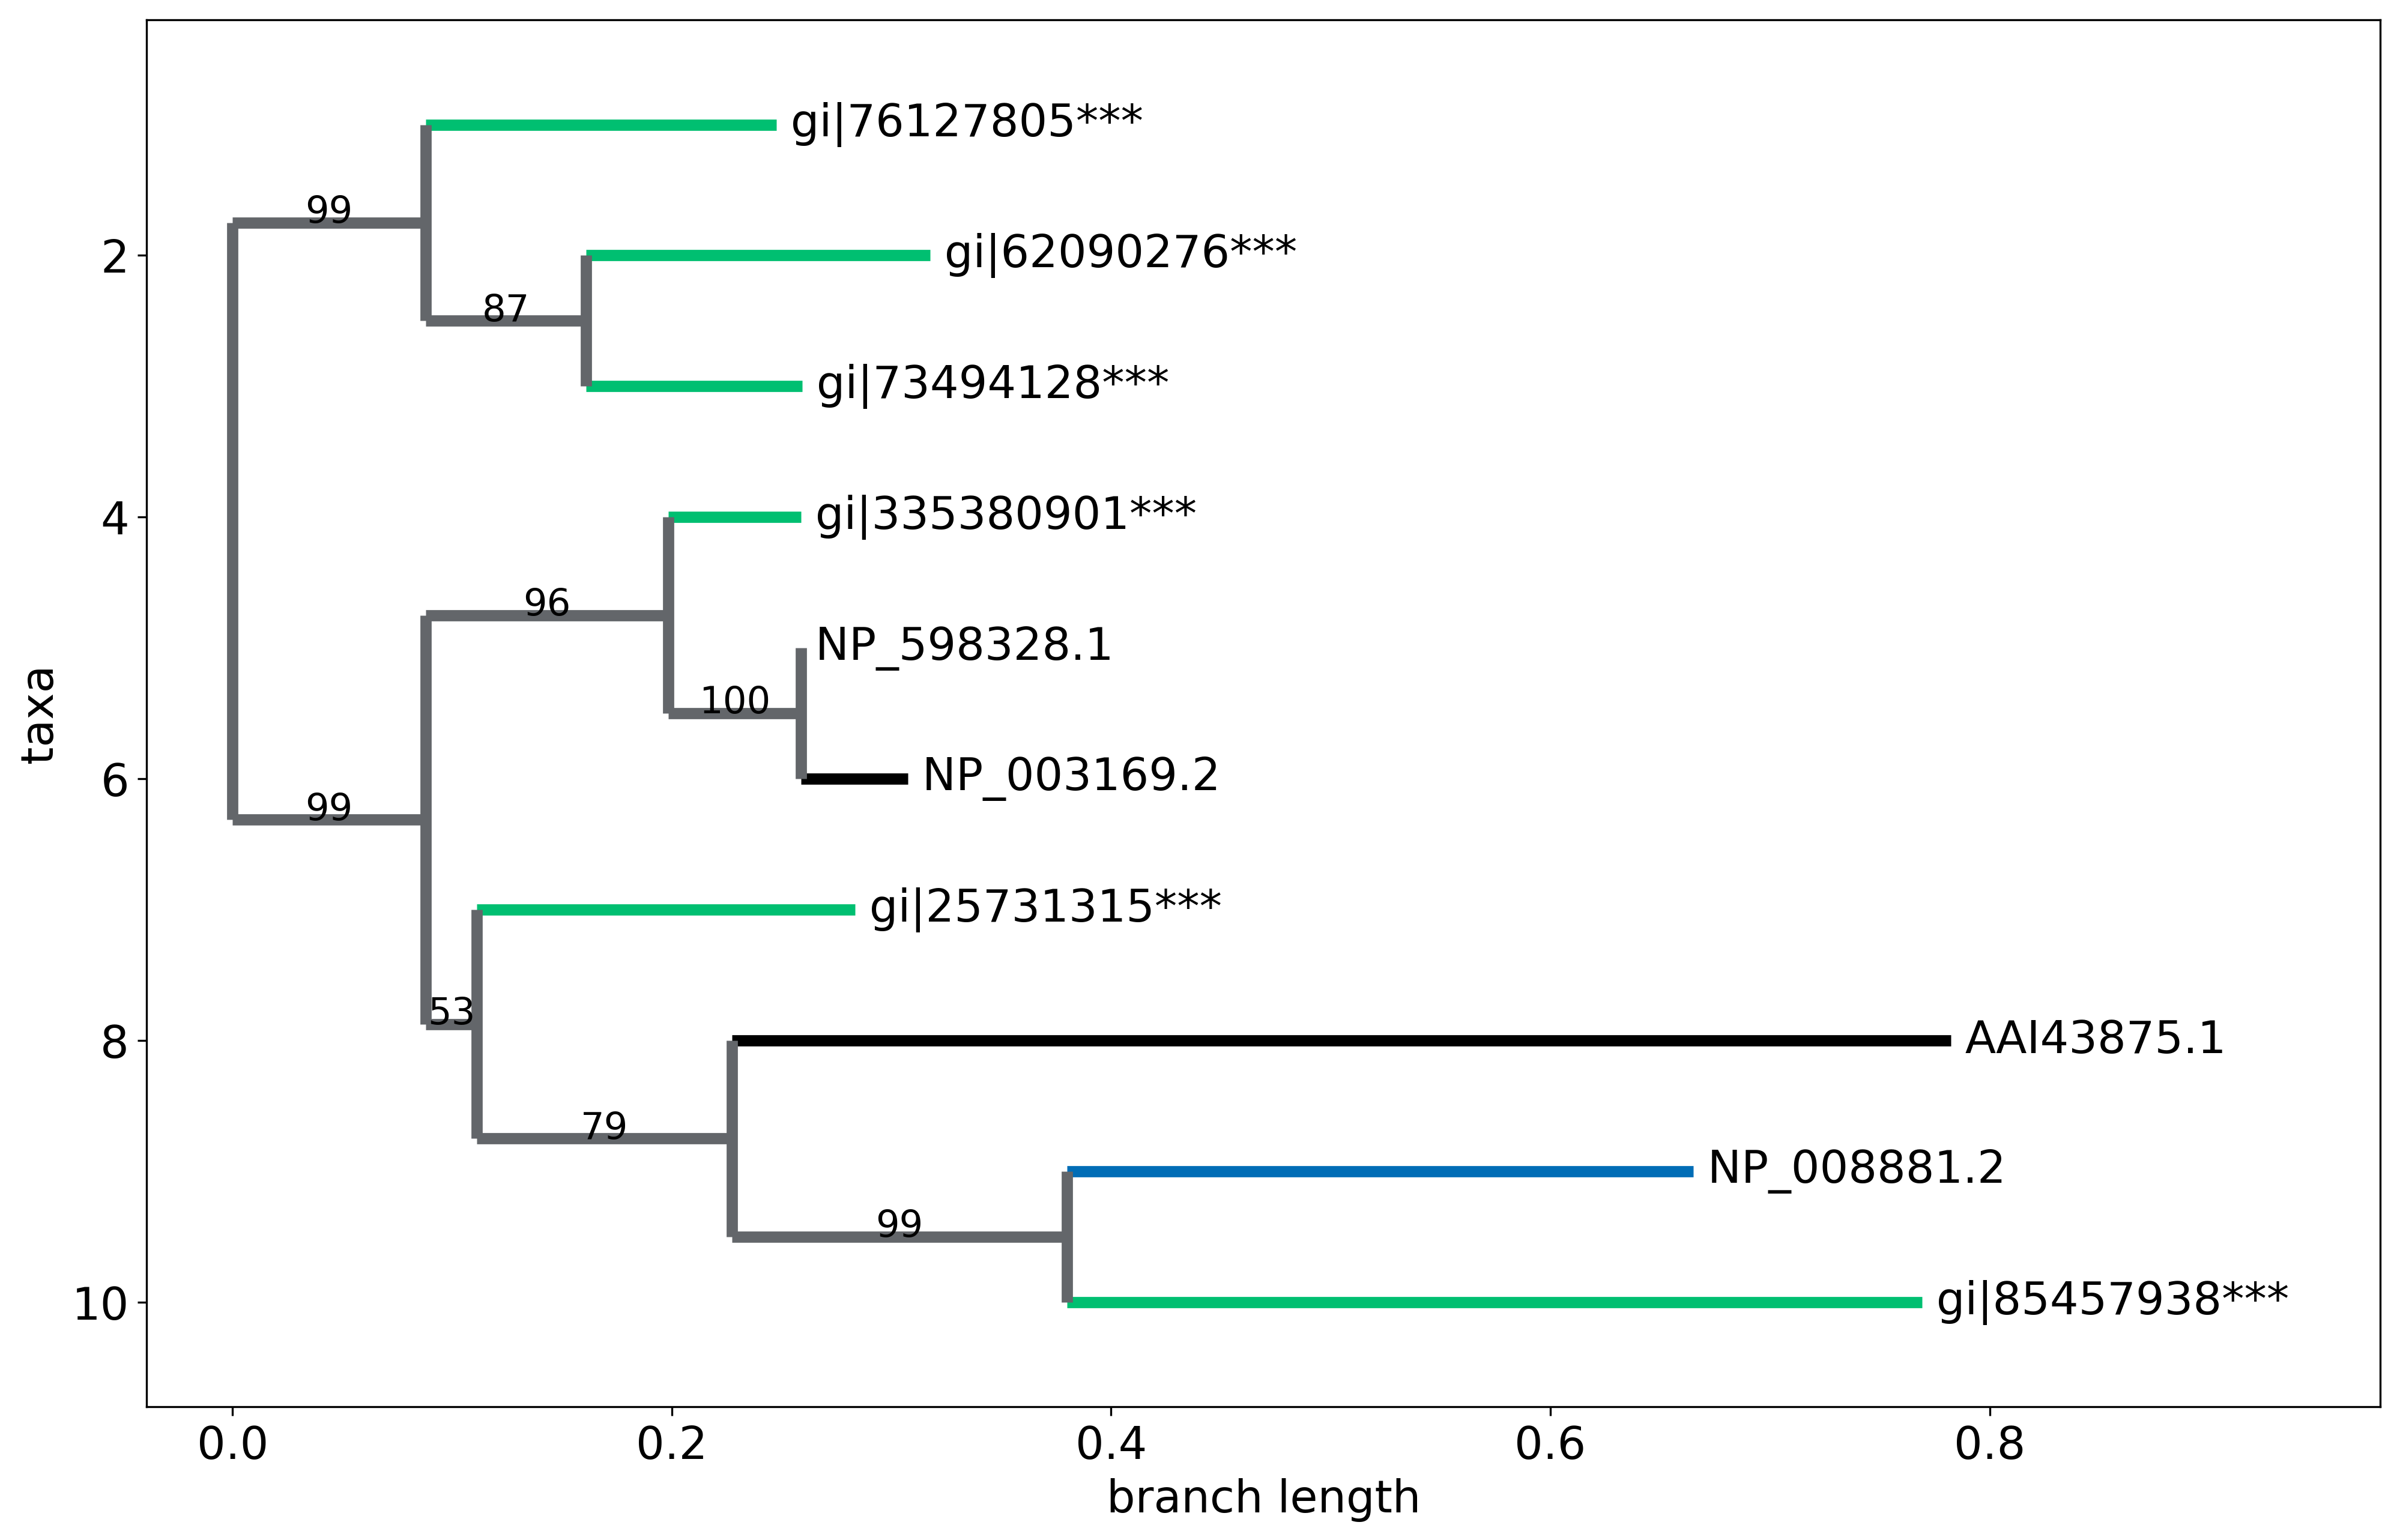 gi|76127805***
99
2
gi|62090276***
87
gi|73494128***
4
gi|335380901***
96
NP_598328.1
100
taxa
6
NP_003169.2
99
gi|25731315***
53
8
AAI43875.1
79
NP_008881.2
99
10
gi|85457938***
0.0
0.2
0.4
0.6
0.8
branch length